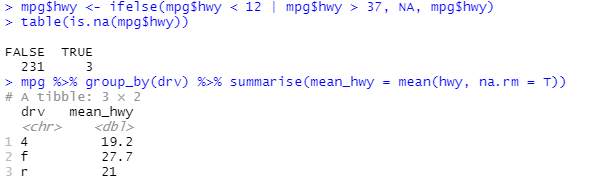 > mpg$hwy <- ifelse(mpg$hwy < 12 | mpg$hwy > 37, NA, mpg$hwy)
> table(is.na(mpg$hwy))
FALSE  TRUE
  231     3
> mpg %>% group_by(drv) %>% summarise(mean_hwy = mean(hwy, na.rm = T))
# A tibble: 3 × 2
  drv   mean_hwy
  <chr>    <dbl>
1 4         19.2
2 f         27.7
3 r         21